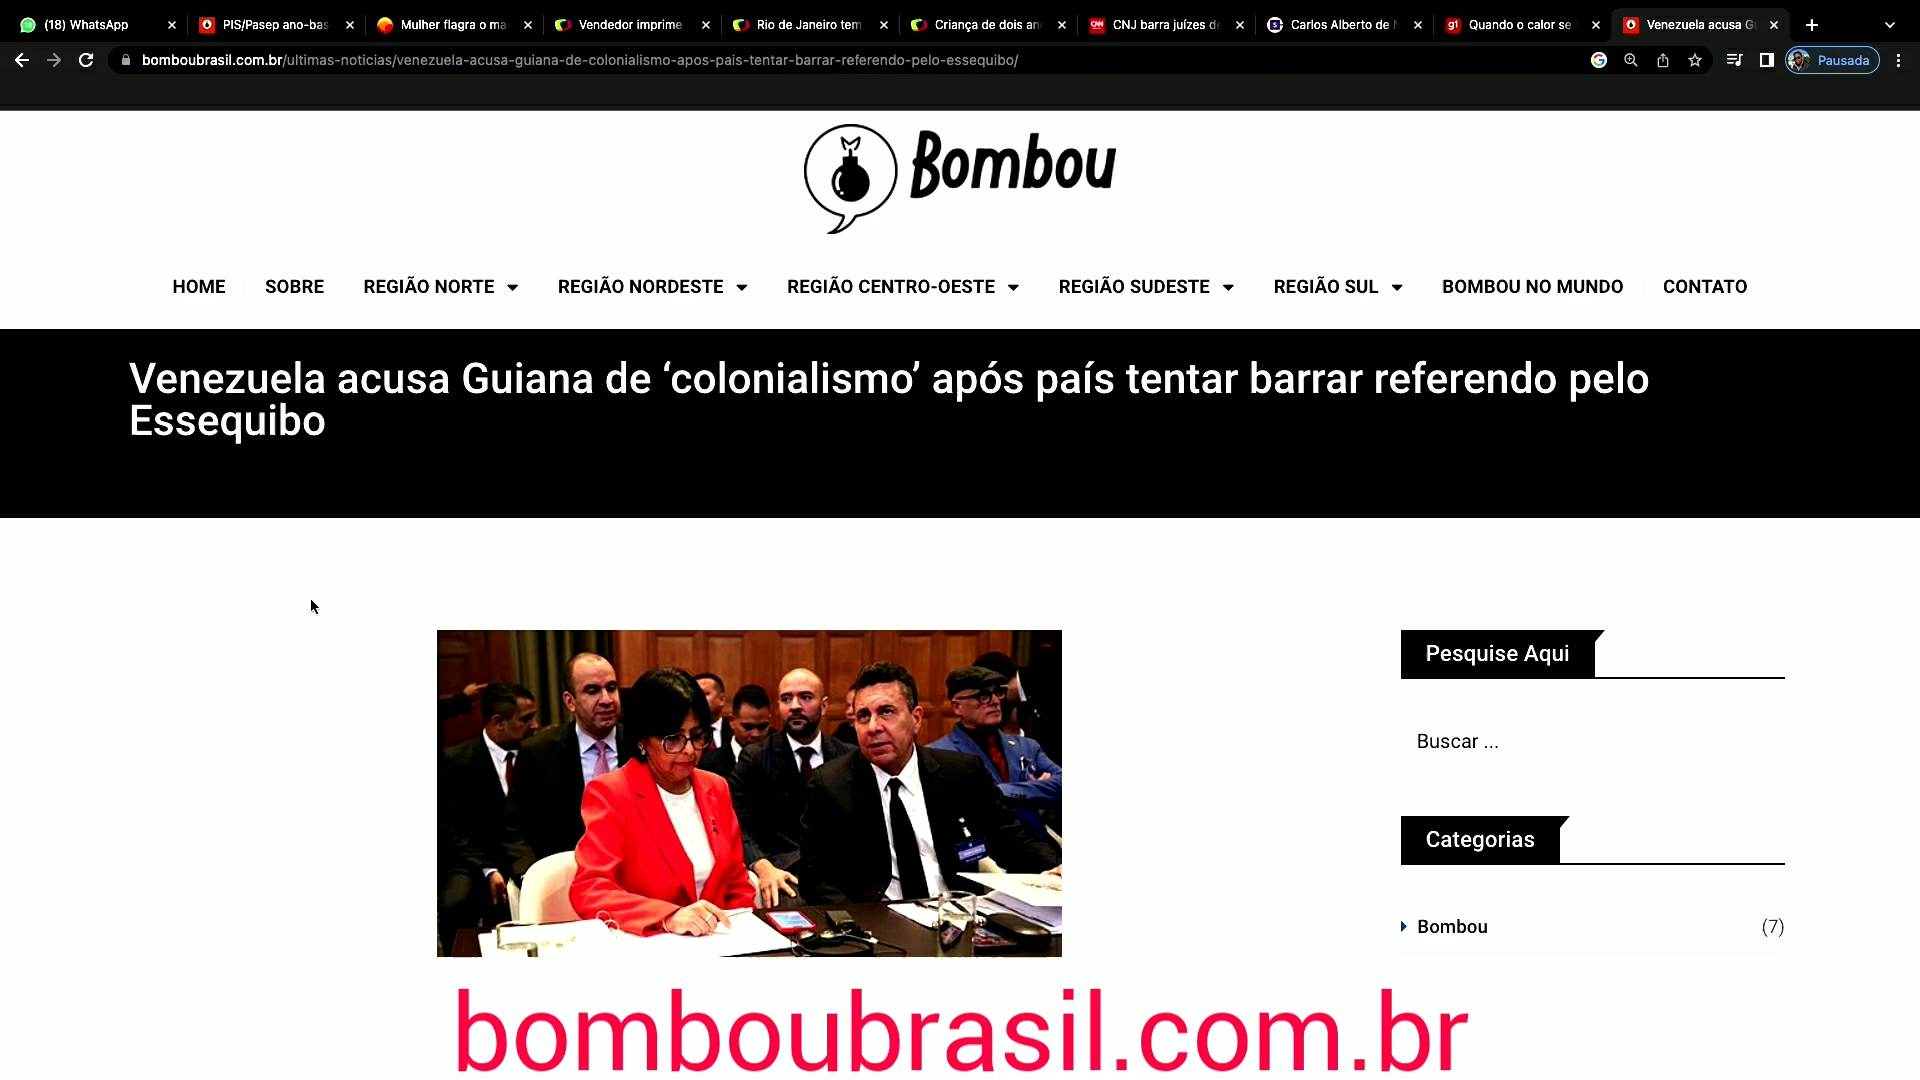 (18) WhatsApp
PIS/Pasep ano-bas
Mulher flagra o ma
Vendedor imprime
Rio de Janeiro tem
Criança de dois an
CNJ barra juízes d
Carlos Alberto de N
Quando o calor se
Venezuela acusa G
bomboubrasil.com.br/ultimas-noticias/venezuela-acusa-guiana-de-colonialismo-apos-pais-tentar-barrar-referendo-pelo-essequibo/
Pausada
Bombou
HOME SOBRE REGIÃO NORTE REGIÃO NORDESTE REGIÃO CENTRO-OESTE REGIÃO SUDESTE REGIÃO SUL BOMBOU NO MUNDO CONTATO
Venezuela acusa Guiana de ‘colonialismo’ após país tentar barrar referendo pelo
Essequibo
Pesquise Aqui
Buscar ...
Categorias
Bombou (7)
bomboubrasil.com.br